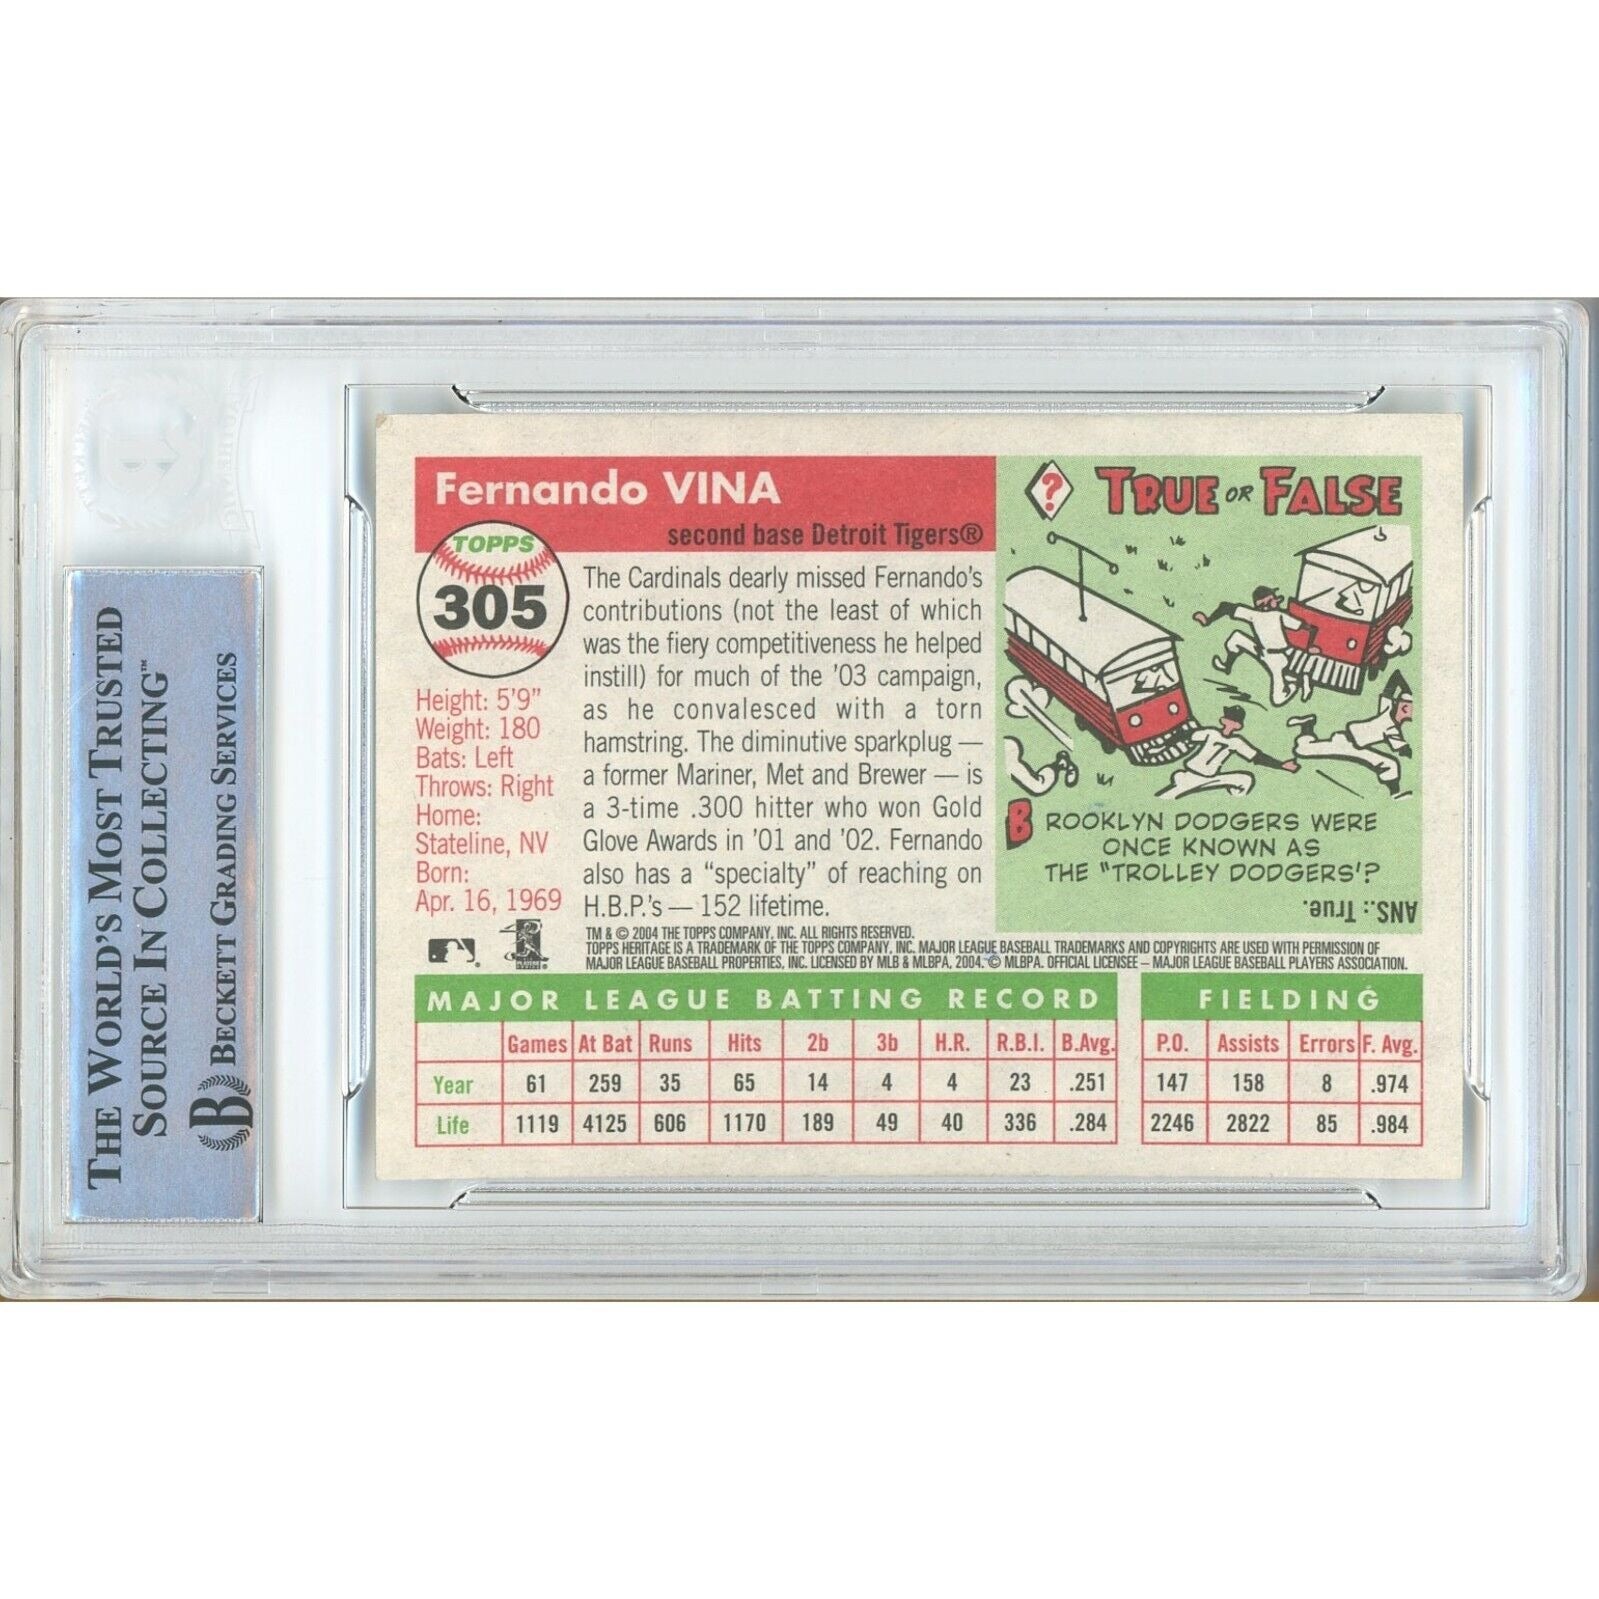 THE WORLD'S MOST TRUSTED
SOURCE IN COLLECTING™
B BECKETT GRADING SERVICES
Fernando VINA
second base Detroit Tigers®
TOPPS
305
Height: 5'9"
Weight: 180
Bats: Left
Throws: Right
Home:
Stateline, NV
Born:
Apr. 16, 1969
The Cardinals dearly missed Fernando's
contributions (not the least of which
was the fiery competitiveness he helped
instill) for much of the '03 campaign,
as he convalesced with a torn
hamstring. The diminutive sparkplug —
a former Mariner, Met and Brewer — is
a 3-time .300 hitter who won Gold
Glove Awards in '01 and '02. Fernando
also has a "specialty" of reaching on
H.B.P.'s — 152 lifetime.
? TRUE OR FALSE
BROOKLYN DODGERS WERE
ONCE KNOWN AS
THE "TROLLEY DODGERS'?
ANS.: True.
TM & © 2004 THE TOPPS COMPANY, INC. ALL RIGHTS RESERVED.
TOPPS HERITAGE IS A TRADEMARK OF THE TOPPS COMPANY, INC. MAJOR LEAGUE BASEBALL TRADEMARKS AND COPYRIGHTS ARE USED WITH PERMISSION OF
MAJOR LEAGUE BASEBALL PROPERTIES, INC. LICENSED BY MLB & MLBPA, 2004. © MLBPA. OFFICIAL LICENSEE – MAJOR LEAGUE BASEBALL PLAYERS ASSOCIATION.
MAJOR LEAGUE BATTING RECORD
Games At Bat Runs Hits 2b 3b H.R. R.B.I. B.Avg.
Year 61 259 35 65 14 4 4 23 .251
Life 1119 4125 606 1170 189 49 40 336 .284
FIELDING
P.O. Assists Errors F. Avg.
147 158 8 .974
2246 2822 85 .984